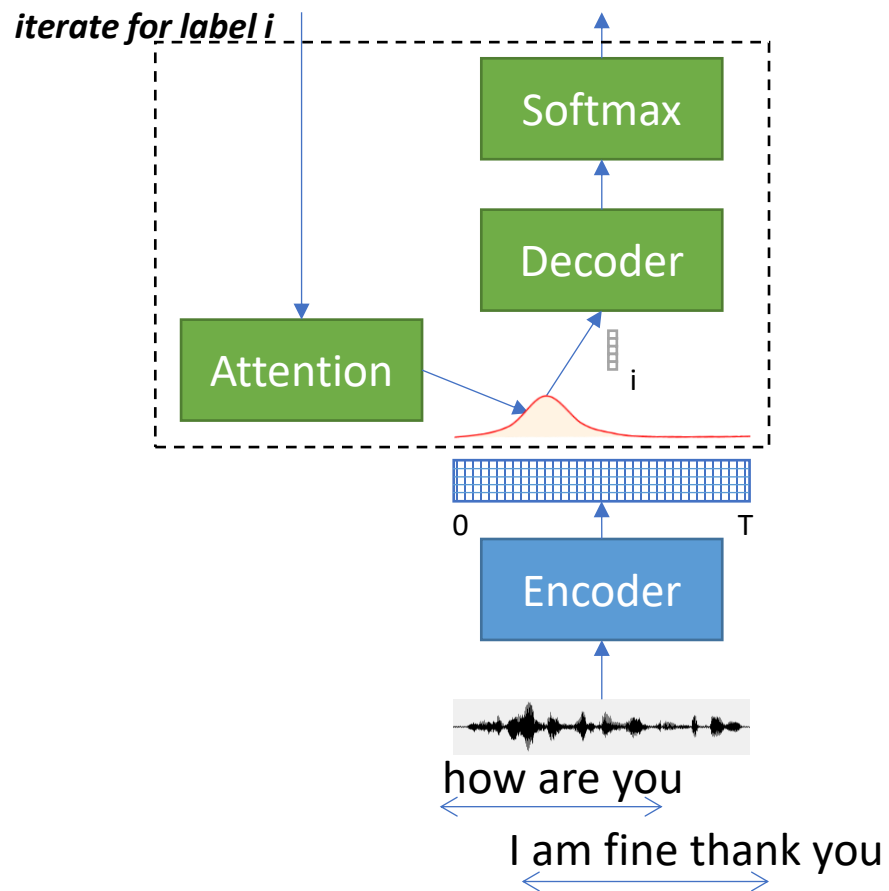 iterate for label i
Softmax
Decoder
Attention
i
0 T
Encoder
how are you
I am fine thank you